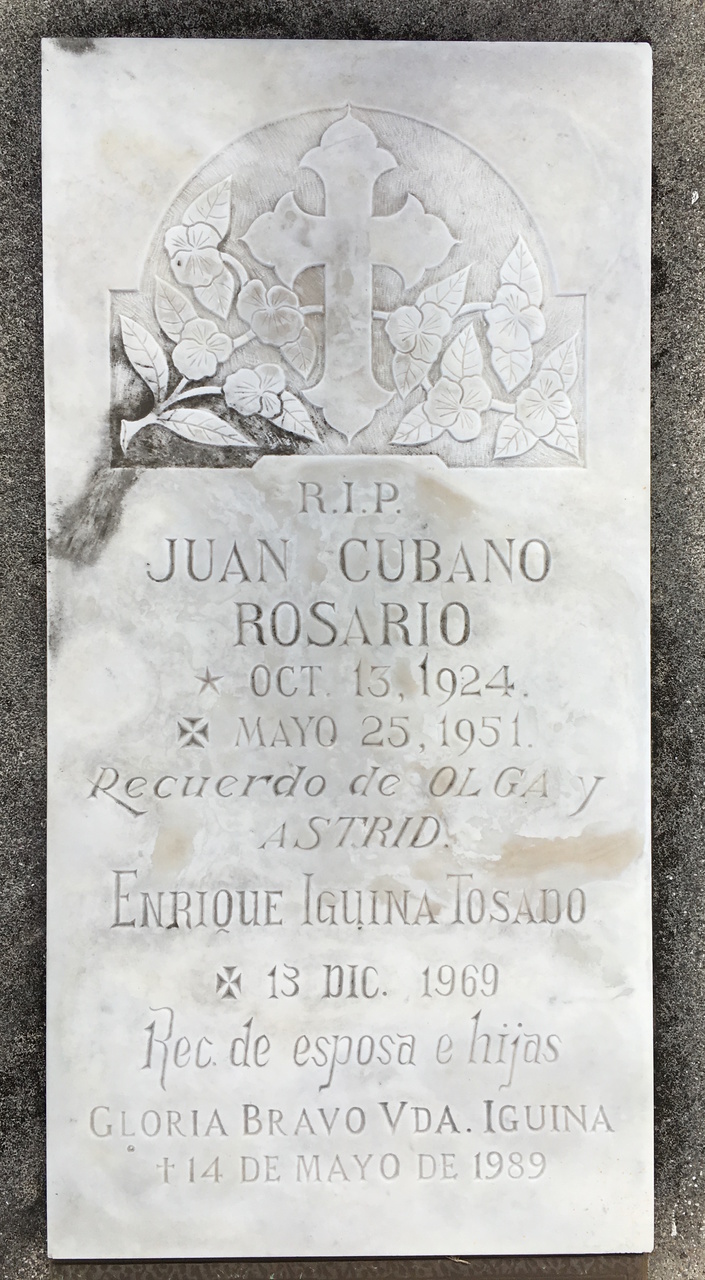 R.I.P.
JUAN CUBANO
ROSARIO
★ OCT. 13, 1924.
✠ MAYO 25, 1951.
Recuerdo de OLGA y
ASTRID.
ENRIQUE IGUINA TOSADO
✠ 13 DIC. 1969
Rec. de esposa e hijas
GLORIA BRAVO VDA. IGUINA
† 14 DE MAYO DE 1989